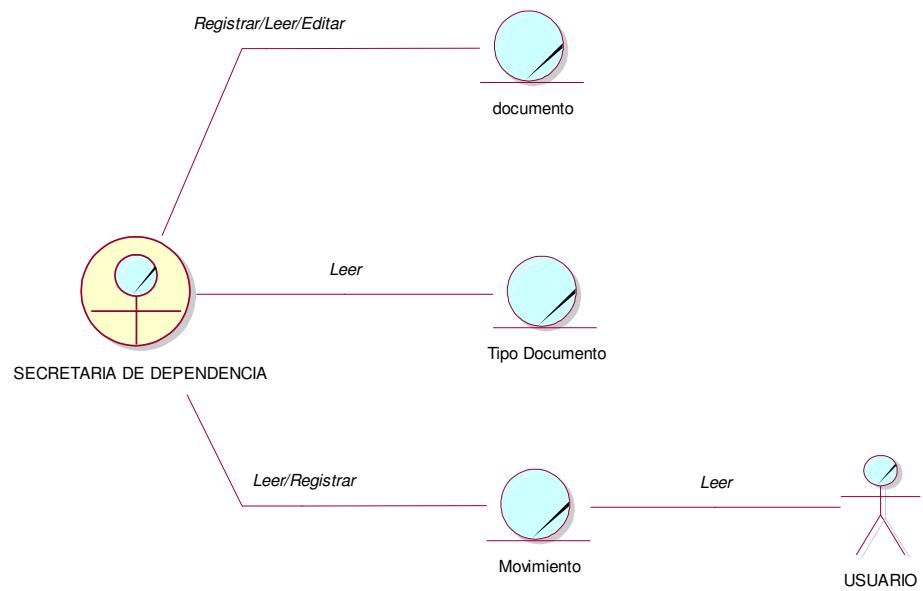 Registrar/Leer/Editar
documento
Leer
Tipo Documento
SECRETARIA DE DEPENDENCIA
Leer/Registrar
Leer
Movimiento
USUARIO